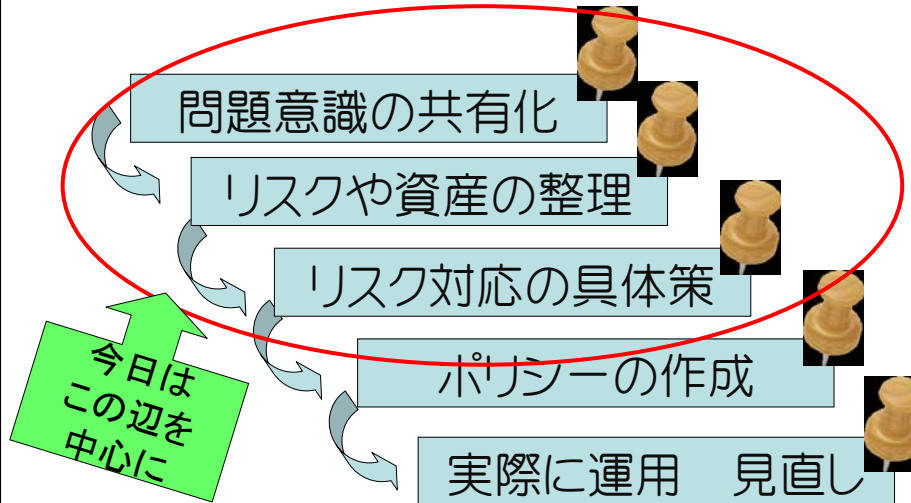 問題意識の共有化
リスクや資産の整理
リスク対応の具体策
ポリシーの作成
実際に運用　見直し
今日は
この辺を
中心に